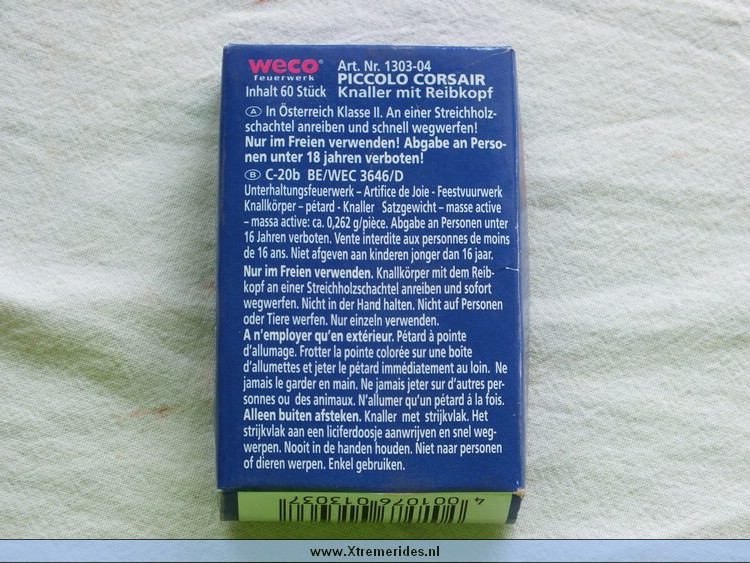 weco®
feuerwerk
Inhalt 60 Stück
Art. Nr. 1303-04
PICCOLO CORSAIR
Knaller mit Reibkopf
A In Österreich Klasse II. An einer Streichholz-
schachtel anreiben und schnell wegwerfen!
Nur im Freien verwenden! Abgabe an Perso-
nen unter 18 jahren verboten!
B C-20b BE/WEC 3646/D
Unterhaltungsfeuerwerk – Artifice de Joie - Feestvuurwerk
Knallkörper – pétard - Knaller Satzgewicht – masse active
– massa active: ca. 0,262 g/pièce. Abgabe an Personen unter
16 Jahren verboten. Vente interdite aux personnes de moins
de 16 ans. Niet afgeven aan kinderen jonger dan 16 jaar.
Nur im Freien verwenden. Knallkörper mit dem Reib-
kopf an einer Streichholzschachtel anreiben und sofort
wegwerfen. Nicht in der Hand halten. Nicht auf Personen
oder Tiere werfen. Nur einzeln verwenden.
A n'employer qu'en extérieur. Pétard à pointe
d'allumage. Frotter la pointe colorée sur une boîte
d'allumettes et jeter le pétard immédiatement au loin. Ne
jamais le garder en main. Ne jamais jeter sur d'autres per-
sonnes ou des animaux. N'allumer qu'un pétard à la fois.
Alleen buiten afsteken. Knaller met strijkvlak. Het
strijkvlak aan een liciferdoosje aanwrijven en snel weg-
werpen. Nooit in de handen houden. Niet naar personen
of dieren werpen. Enkel gebruiken.
4 001076 013037
www.Xtremerides.nl